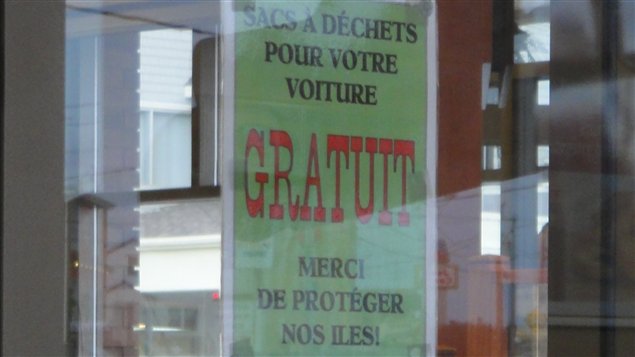 SACS À DÉCHETS
POUR VOTRE
VOITURE
GRATUIT
MERCI
DE PROTÉGER
NOS ILES!